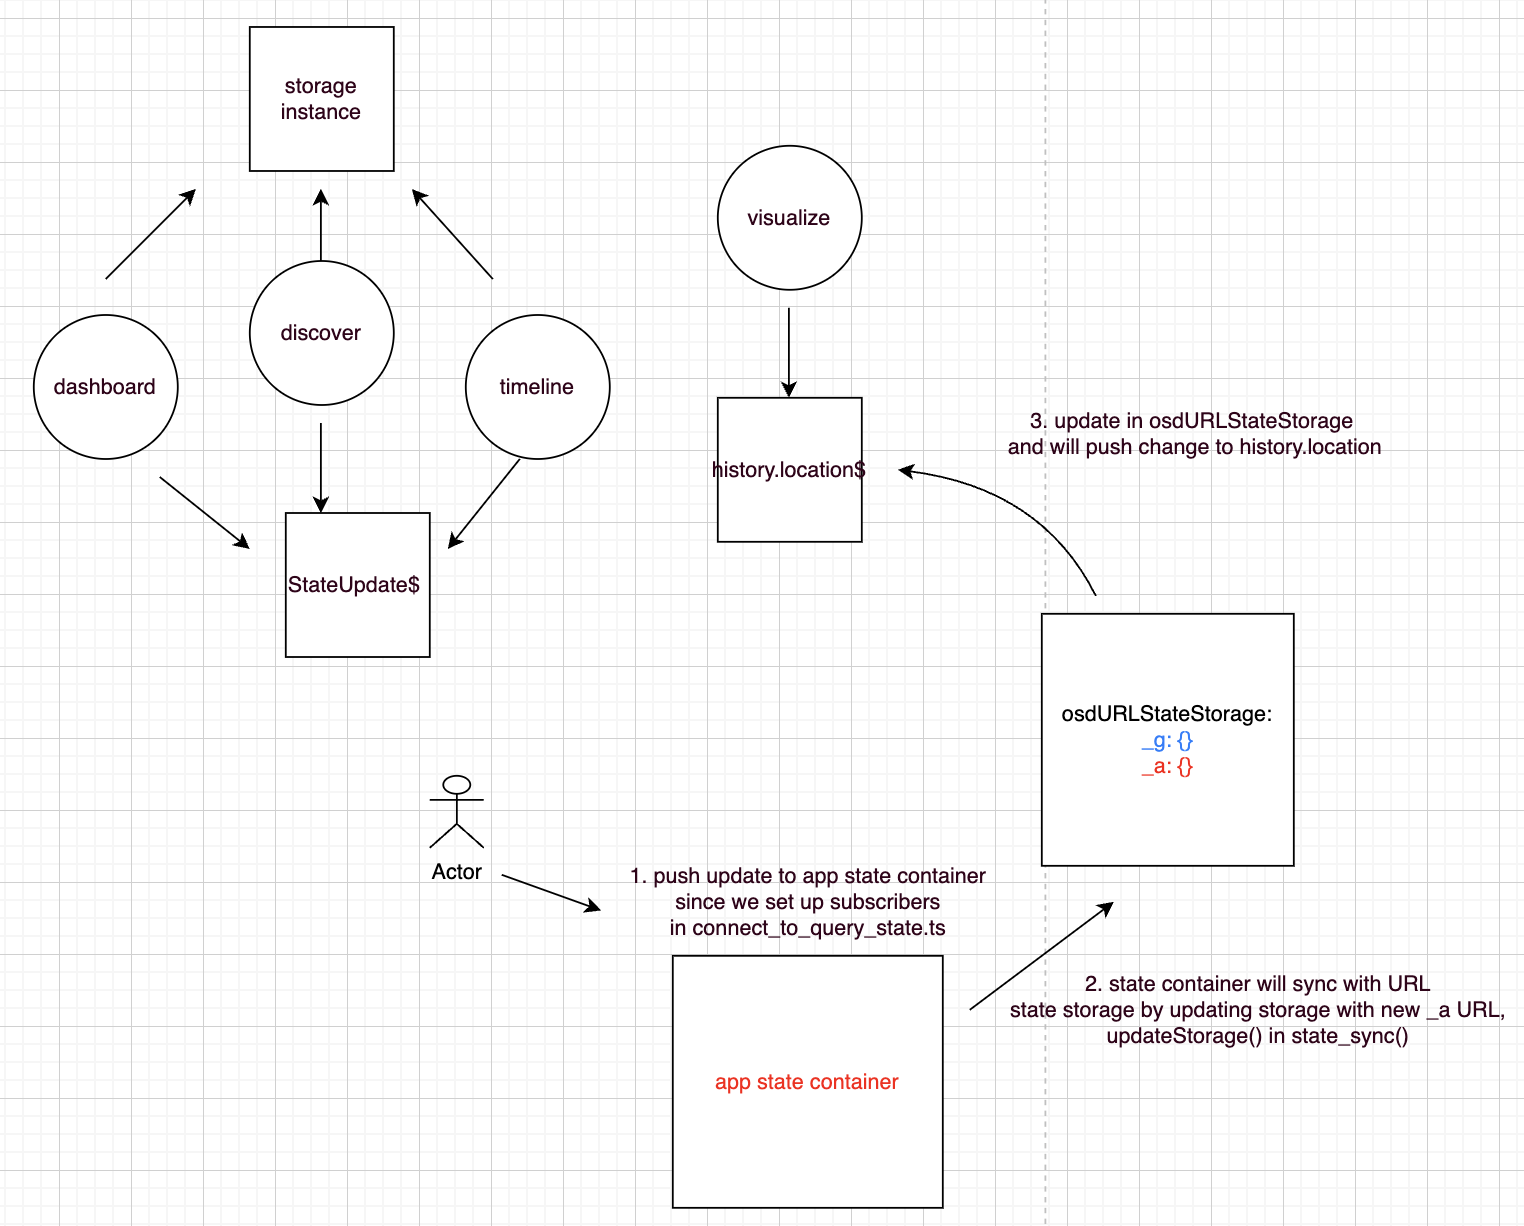 storage
instance
visualize
discover
dashboard
timeline
3. update in osdURLStateStorage
and will push change to history.location
history.location$
StateUpdate$
osdURLStateStorage:
_g: {}
_a: {}
Actor
1. push update to app state container
since we set up subscribers
in connect_to_query_state.ts
2. state container will sync with URL
state storage by updating storage with new _a URL,
updateStorage() in state_sync()
app state container